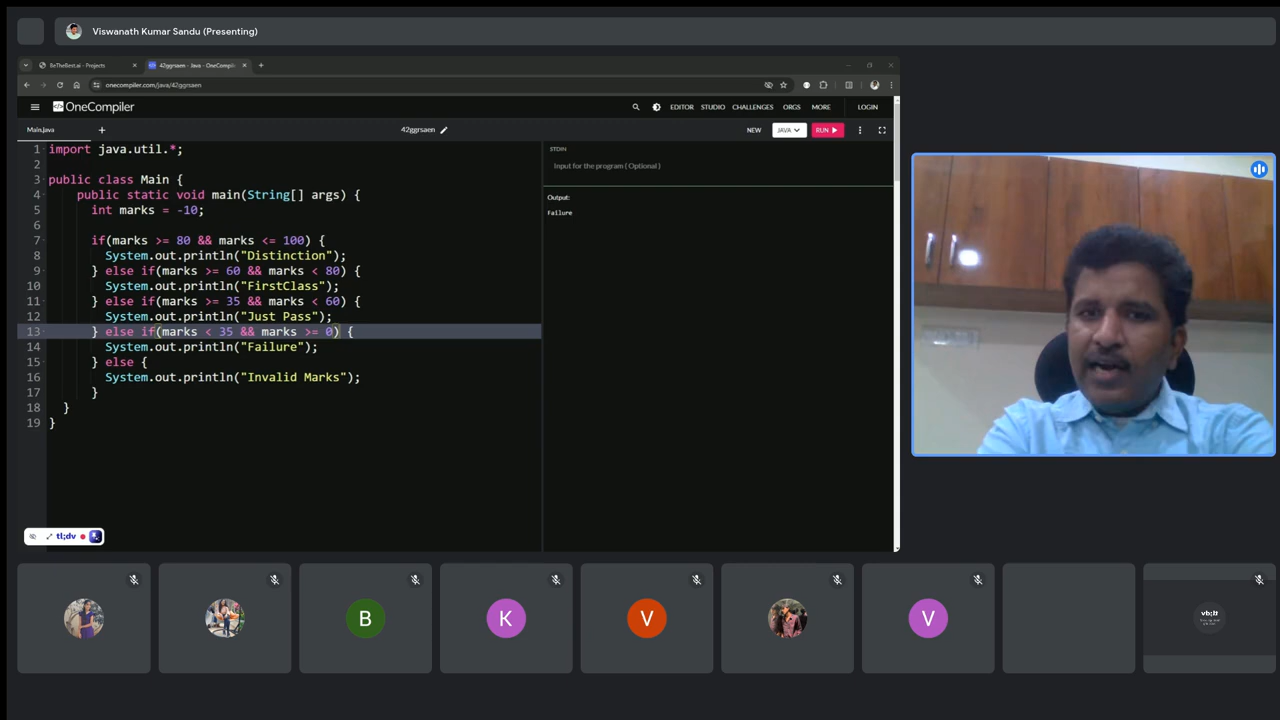 Viswanath Kumar Sandu (Presenting)
BeTheBest.ai - Projects
42ggrsaen - Java - OneCompiler
onecompiler.com/java/42ggrsaen
OneCompiler
EDITOR STUDIO CHALLENGES ORGS MORE LOGIN
Main.java
42ggrsaen
NEW JAVA RUN
1 import java.util.*;
2
3 public class Main {
4 public static void main(String[] args) {
5 int marks = -10;
6
7 if(marks >= 80 && marks <= 100) {
8 System.out.println("Distinction");
9 } else if(marks >= 60 && marks < 80) {
10 System.out.println("FirstClass");
11 } else if(marks >= 35 && marks < 60) {
12 System.out.println("Just Pass");
13 } else if(marks < 35 && marks >= 0) {
14 System.out.println("Failure");
15 } else {
16 System.out.println("Invalid Marks");
17 }
18 }
19 }
STDIN
Input for the program ( Optional )
Output:
Failure
tl;dv
B
K
V
V